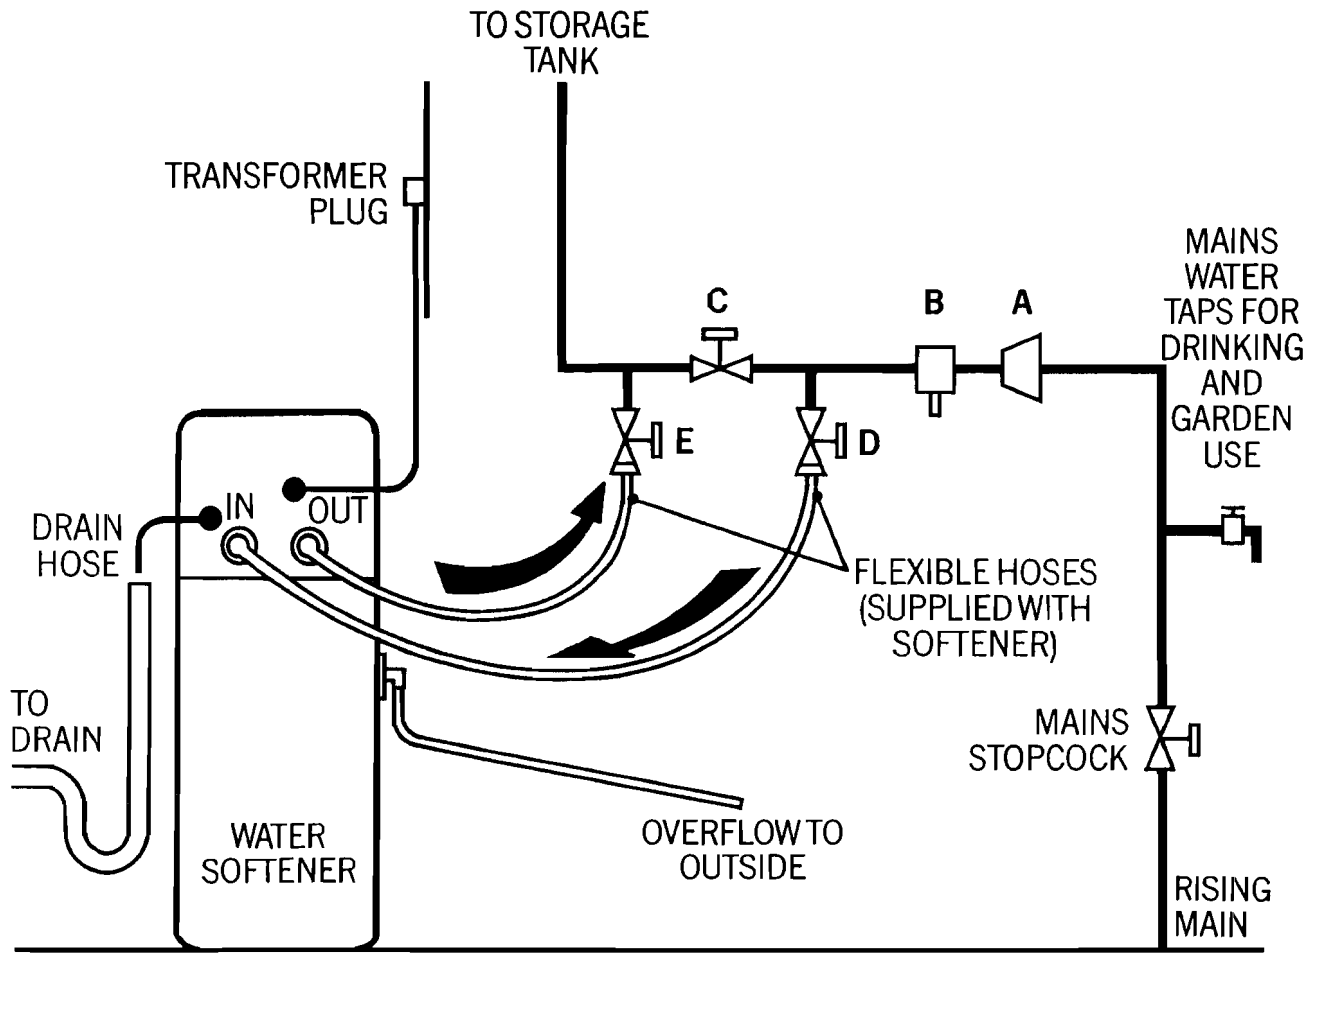 TO STORAGE
TANK
TRANSFORMER
PLUG
MAINS
WATER
TAPS FOR
DRINKING
AND
GARDEN
USE
C
B
A
E
D
IN
OUT
DRAIN
HOSE
FLEXIBLE HOSES
(SUPPLIED WITH
SOFTENER)
TO
DRAIN
MAINS
STOPCOCK
WATER
SOFTENER
OVERFLOW TO
OUTSIDE
RISING
MAIN